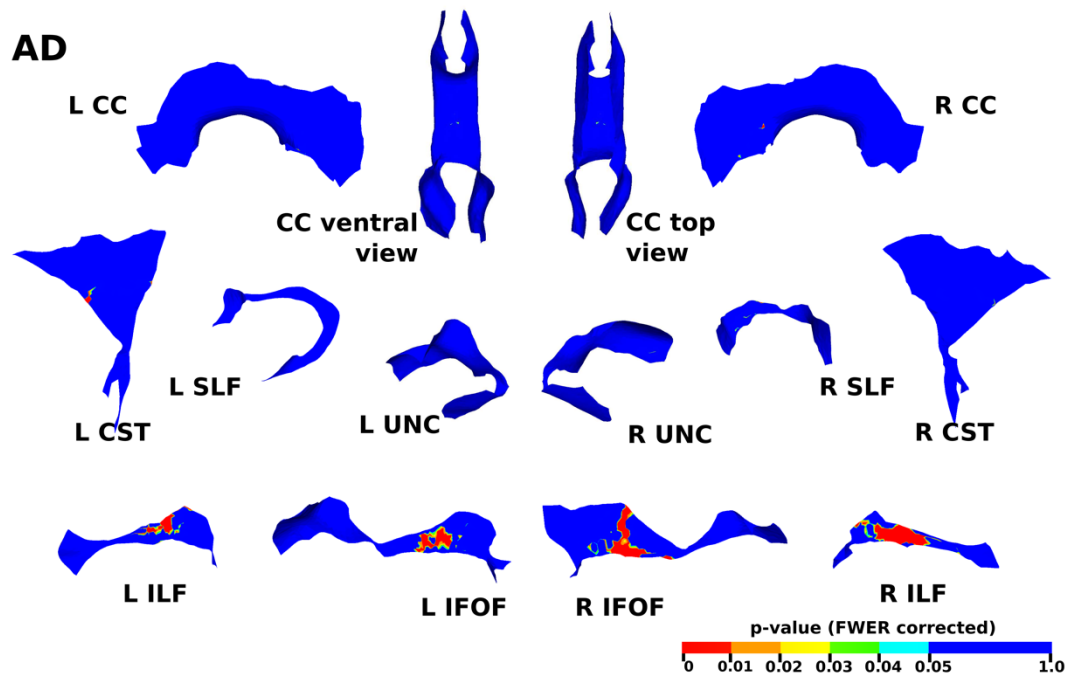 AD
L CC
R CC
CC ventral
view
CC top
view
L SLF
R SLF
L CST
L UNC
R UNC
R CST
L ILF
L IFOF
R IFOF
R ILF
p-value (FWER corrected)
0 0.01 0.02 0.03 0.04 0.05 1.0